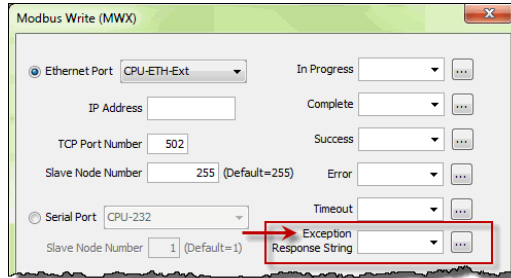 Modbus Write (MWX)
Ethernet Port CPU-ETH-Ext In Progress ...
IP Address Complete ...
TCP Port Number 502 Success ...
Slave Node Number 255 (Default=255) Error ...
Serial Port CPU-232 Timeout ...
Slave Node Number 1 (Default=1) Exception
Response String ...